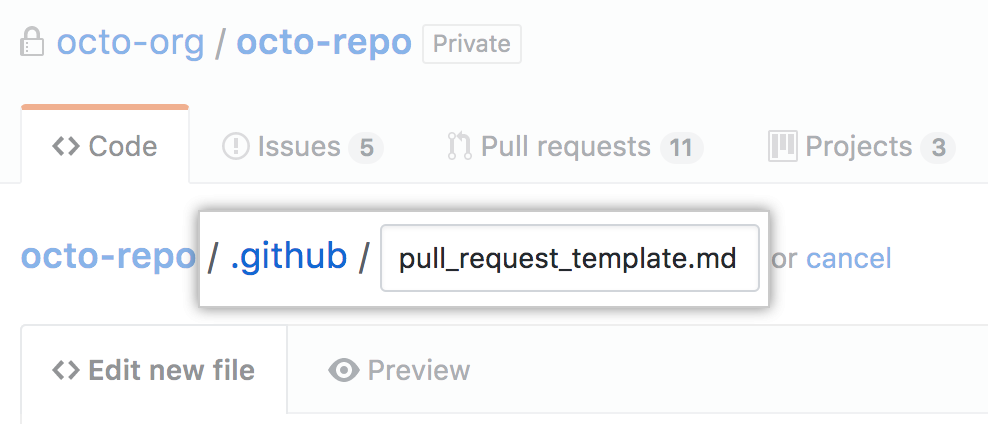 octo-org / octo-repo Private
Code Issues 5 Pull requests 11 Projects 3
octo-repo / .github / pull_request_template.md or cancel
Edit new file Preview